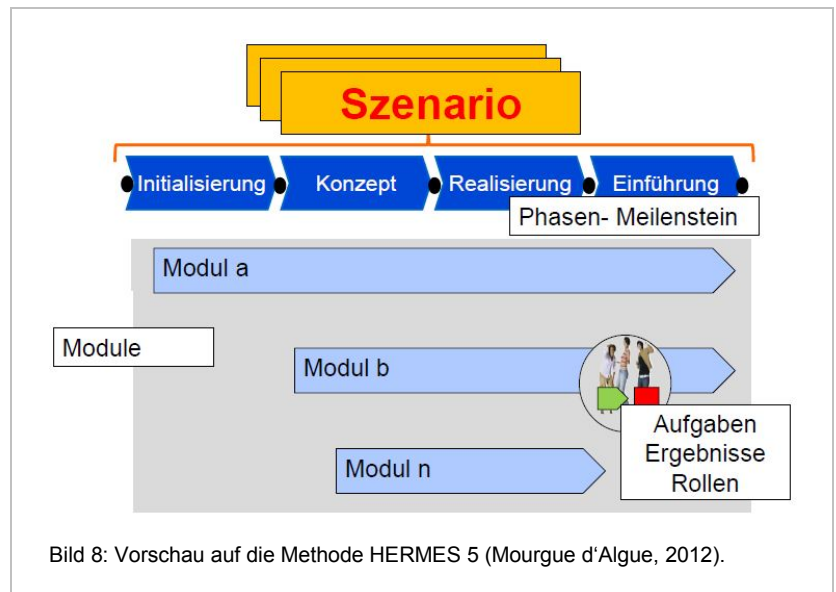 Szenario
Initialisierung
Konzept
Realisierung
Einführung
Phasen- Meilenstein
Modul a
Module
Modul b
Aufgaben
Ergebnisse
Rollen
Modul n
Bild 8: Vorschau auf die Methode HERMES 5 (Mourgue d‘Algue, 2012).